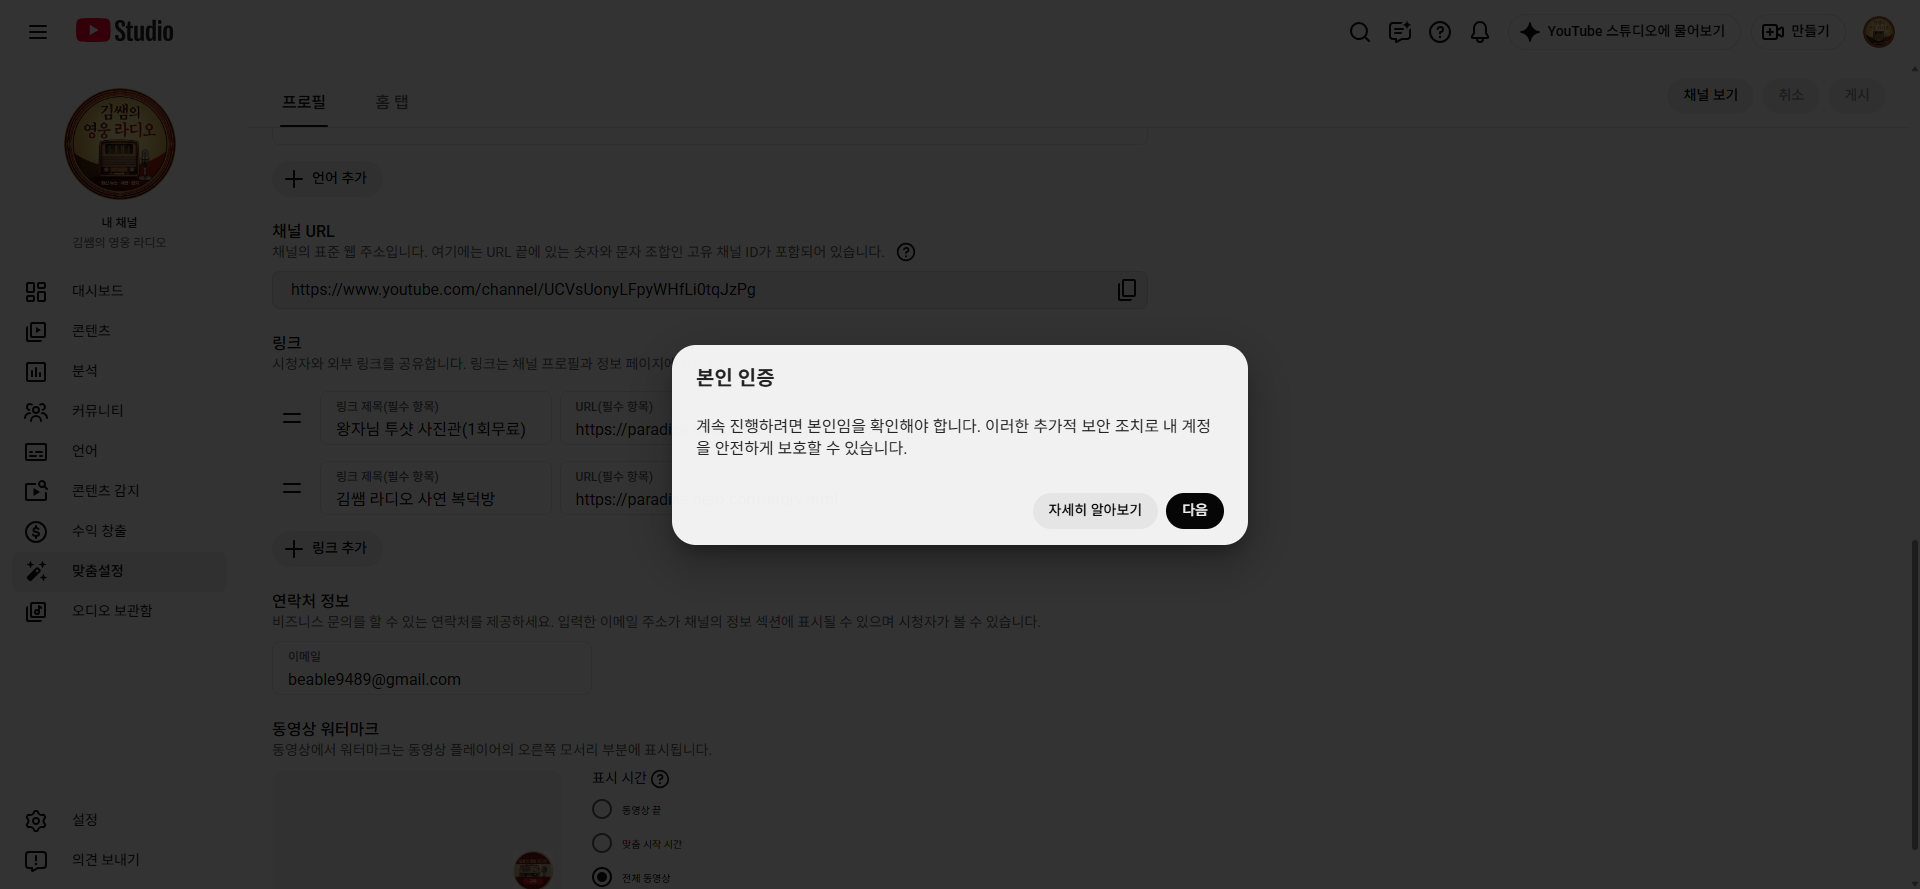 Studio
YouTube 스튜디오에 물어보기
만들기
김쌤의
영웅 라디오
내 채널
김쌤의 영웅 라디오
대시보드
콘텐츠
분석
커뮤니티
언어
콘텐츠 감지
수익 창출
맞춤설정
오디오 보관함
설정
의견 보내기
프로필
홈 탭
채널 보기
취소
게시
언어 추가
채널 URL
채널의 표준 웹 주소입니다. 여기에는 URL 끝에 있는 숫자와 문자 조합인 고유 채널 ID가 포함되어 있습니다.
https://www.youtube.com/channel/UCVsUonyLFpyWHfLi0tqJzPg
링크
시청자와 외부 링크를 공유합니다. 링크는 채널 프로필과 정보 페이지에
링크 제목(필수 항목)
왕자님 투샷 사진관(1회무료)
URL(필수 항목)
https://paradi
링크 제목(필수 항목)
김쌤 라디오 사연 복덕방
URL(필수 항목)
https://paradi
링크 추가
연락처 정보
비즈니스 문의를 할 수 있는 연락처를 제공하세요. 입력한 이메일 주소가 채널의 정보 섹션에 표시될 수 있으며 시청자가 볼 수 있습니다.
이메일
beable9489@gmail.com
동영상 워터마크
동영상에서 워터마크는 동영상 플레이어의 오른쪽 모서리 부분에 표시됩니다.
표시 시간
동영상 끝
맞춤 시작 시간
전체 동영상
본인 인증
계속 진행하려면 본인임을 확인해야 합니다. 이러한 추가적 보안 조치로 내 계정
을 안전하게 보호할 수 있습니다.
자세히 알아보기
다음